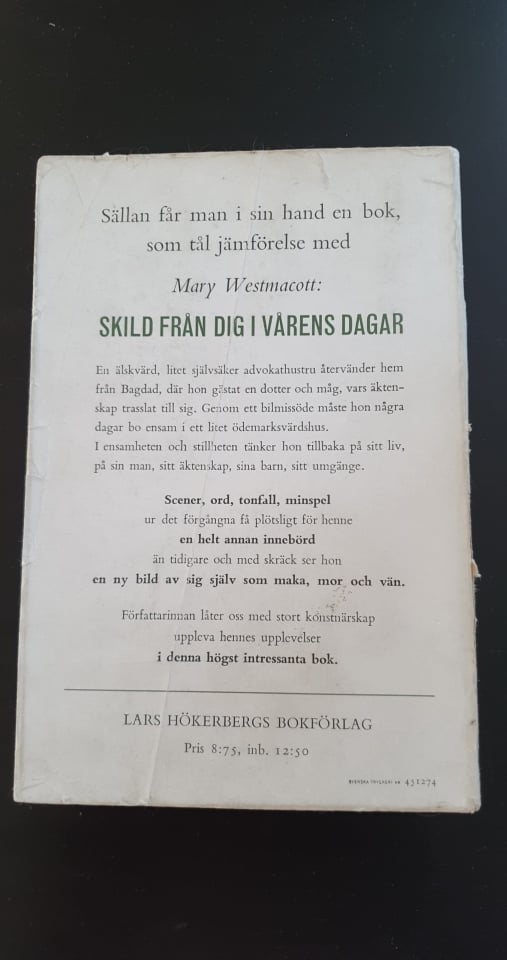 Sällan får man i sin hand en bok,
som tål jämförelse med
Mary Westmacott:
SKILD FRÅN DIG I VÅRENS DAGAR
En älskvärd, litet självsäker advokathustru återvänder hem
från Bagdad, där hon gästat en dotter och måg, vars äkten-
skap trasslat till sig. Genom ett bilmissöde måste hon några
dagar bo ensam i ett litet ödemarksvärdshus.
I ensamheten och stillheten tänker hon tillbaka på sitt liv,
på sin man, sitt äktenskap, sina barn, sitt umgänge.
Scener, ord, tonfall, minspel
ur det förgångna få plötsligt för henne
en helt annan innebörd
än tidigare och med skräck ser hon
en ny bild av sig själv som maka, mor och vän.
Författarinnan låter oss med stort konstnärskap
uppleva hennes upplevelser
i denna högst intressanta bok.
LARS HÖKERBERGS BOKFÖRLAG
Pris 8:75, inb. 12:50
SVENSKA TRYCKERI AB 451274